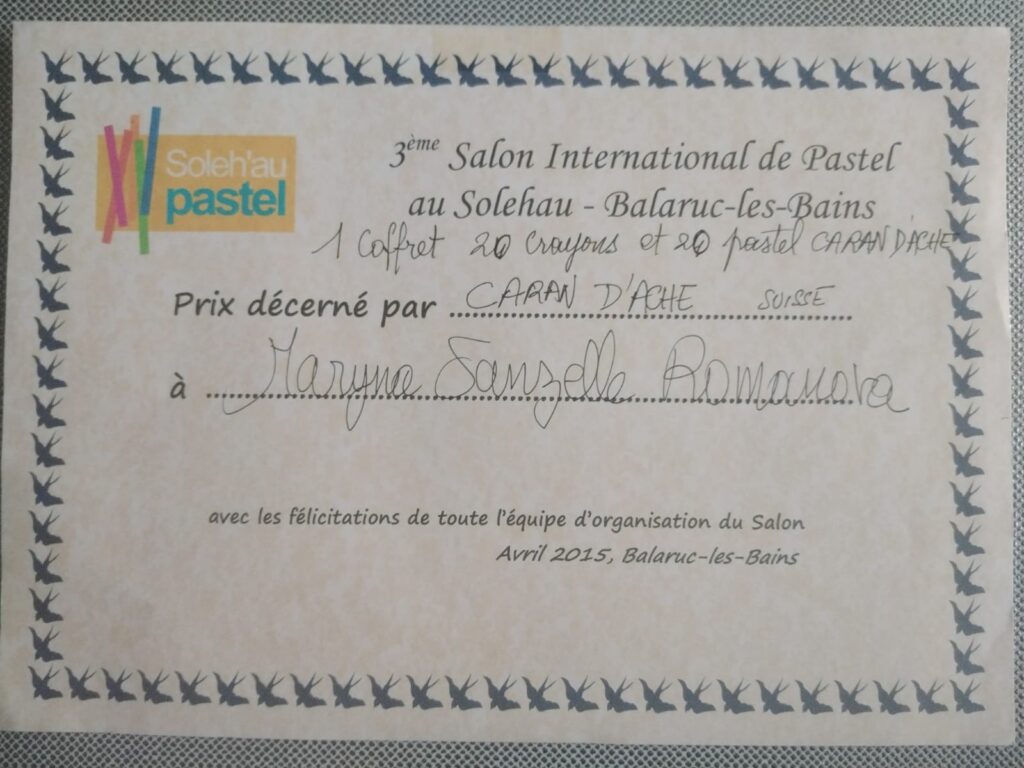 Soleh'au
pastel
3ème Salon International de Pastel
au Solehau - Balaruc-les-Bains
1 Coffret 20 crayons et 20 pastel CARAN D'ACHE
Prix décerné par CARAN D'ACHE SUISSE
à Maryna Romanova
avec les félicitations de toute l'équipe d'organisation du Salon
Avril 2015, Balaruc-les-Bains